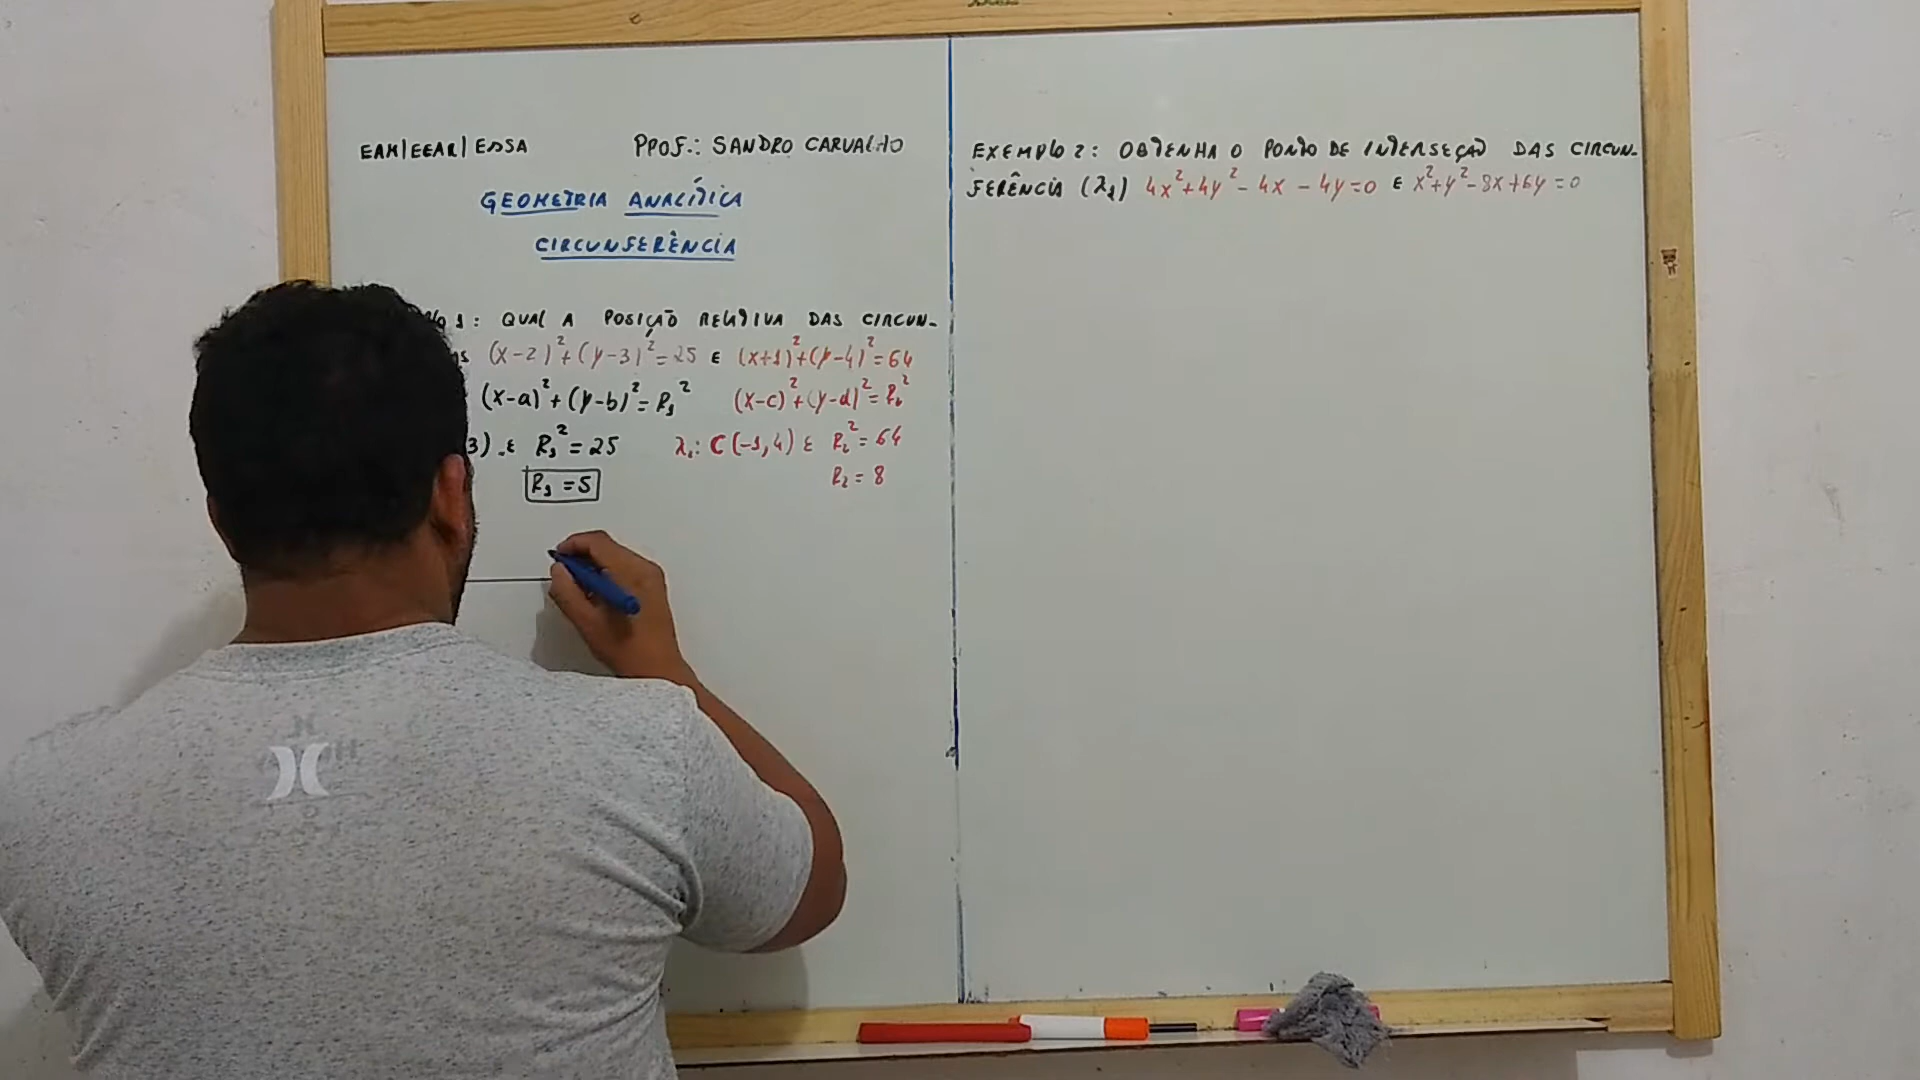 EAM|EEAR|ESSA PROF.: SANDRO CARVALHO
GEOMETRIA ANALÍTICA
CIRCUNFERÊNCIA
1: QUAL A POSIÇÃO RELATIVA DAS CIRCUN-
(x-2)²+(y-3)²=25 E (x+1)²+(y-4)²=64
(x-a)²+(y-b)²=R₁² (x-c)²+(y-d)²=R₂²
3) E R₁²=25 λ₂: C(-1,4) E R₂²=64
R₁=5 R₂=8
EXEMPLO 2: OBTENHA O PONTO DE INTERSEÇÃO DAS CIRCUN-
FERÊNCIA (λ₁) 4x²+4y²-4x-4y=0 E x²+y²-8x+6y=0